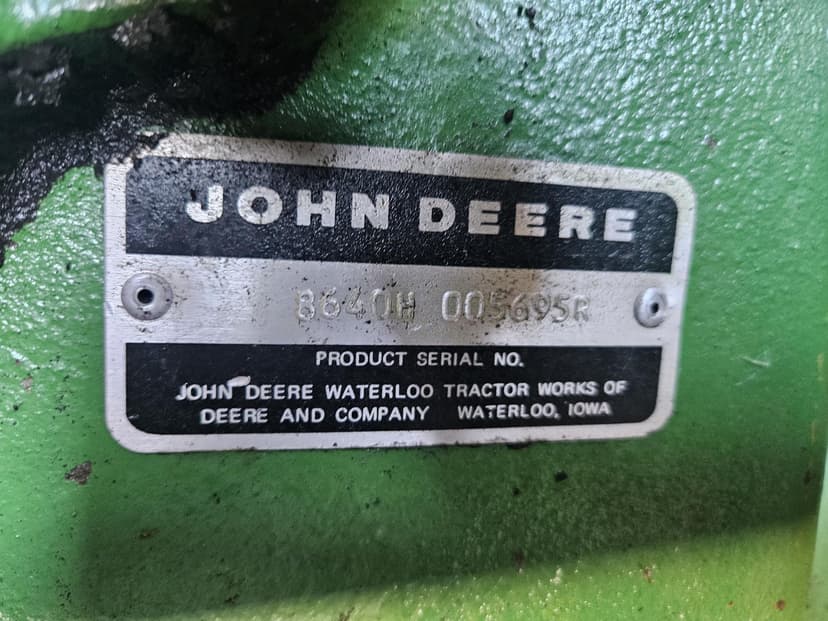 JOHN DEERE
8640H 005695R
PRODUCT SERIAL NO.
JOHN DEERE WATERLOO TRACTOR WORKS OF
DEERE AND COMPANY WATERLOO, IOWA